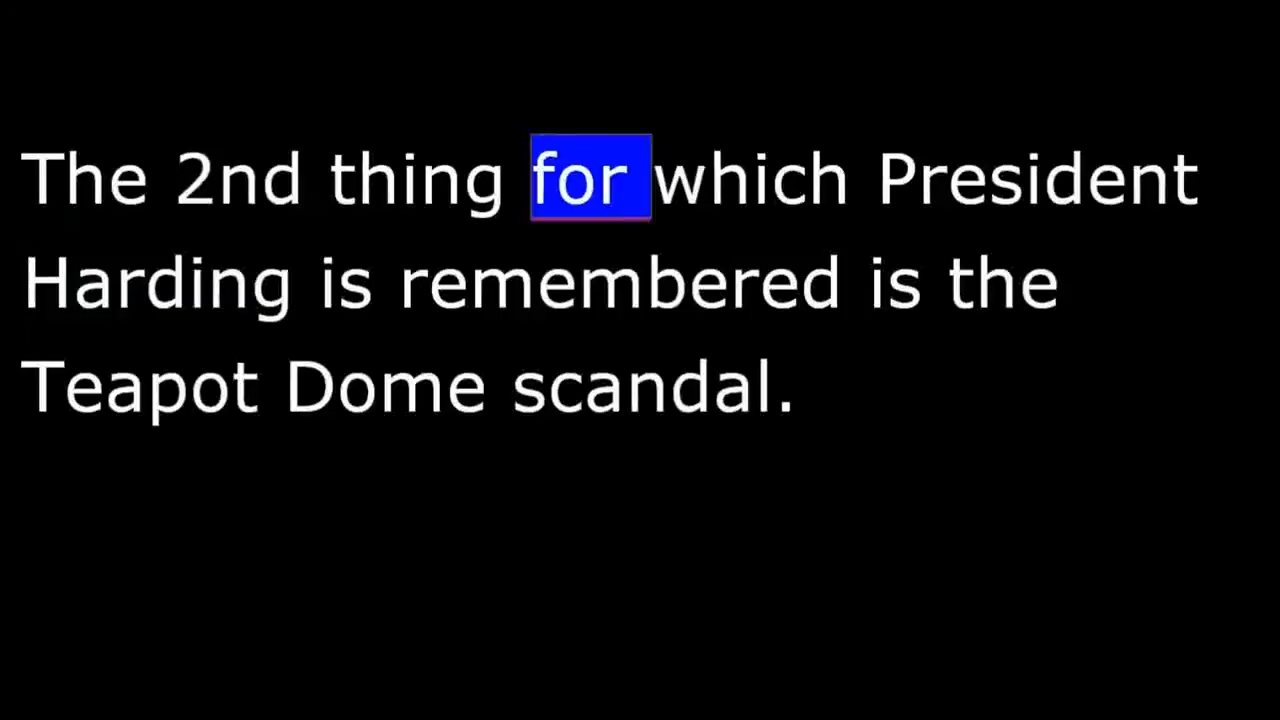 The 2nd thing for which President
Harding is remembered is the
Teapot Dome scandal.